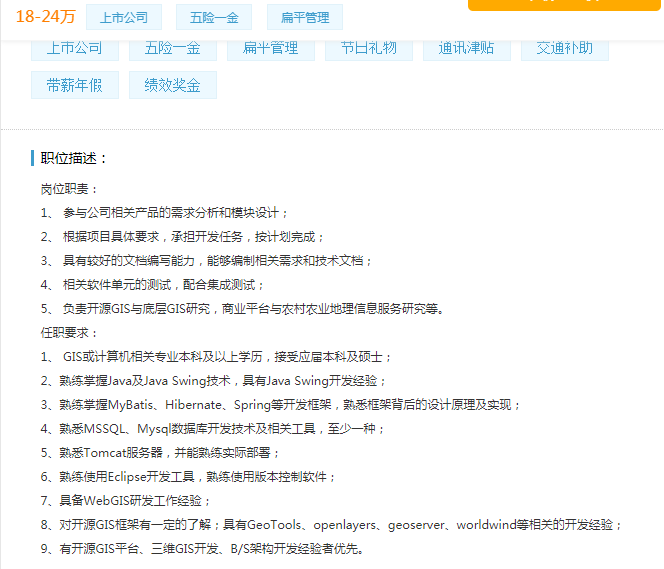 18-24万 上市公司 五险一金 扁平管理
上市公司 五险一金 扁平管理 节日礼物 通讯津贴 交通补助
带薪年假 绩效奖金
职位描述：
岗位职责：
1、 参与公司相关产品的需求分析和模块设计；
2、 根据项目具体要求，承担开发任务，按计划完成；
3、 具有较好的文档编写能力，能够编制相关需求和技术文档；
4、 相关软件单元的测试，配合集成测试；
5、 负责开源GIS与底层GIS研究，商业平台与农村农业地理信息服务研究等。
任职要求：
1、 GIS或计算机相关专业本科及以上学历，接受应届本科及硕士；
2、熟练掌握Java及Java Swing技术，具有Java Swing开发经验；
3、熟练掌握MyBatis、Hibernate、Spring等开发框架，熟悉框架背后的设计原理及实现；
4、熟悉MSSQL、Mysql数据库开发技术及相关工具，至少一种；
5、熟悉Tomcat服务器，并能熟练实际部署；
6、熟练使用Eclipse开发工具，熟练使用版本控制软件；
7、具备WebGIS研发工作经验；
8、对开源GIS框架有一定的了解；具有GeoTools、openlayers、geoserver、worldwind等相关的开发经验；
9、有开源GIS平台、三维GIS开发、B/S架构开发经验者优先。